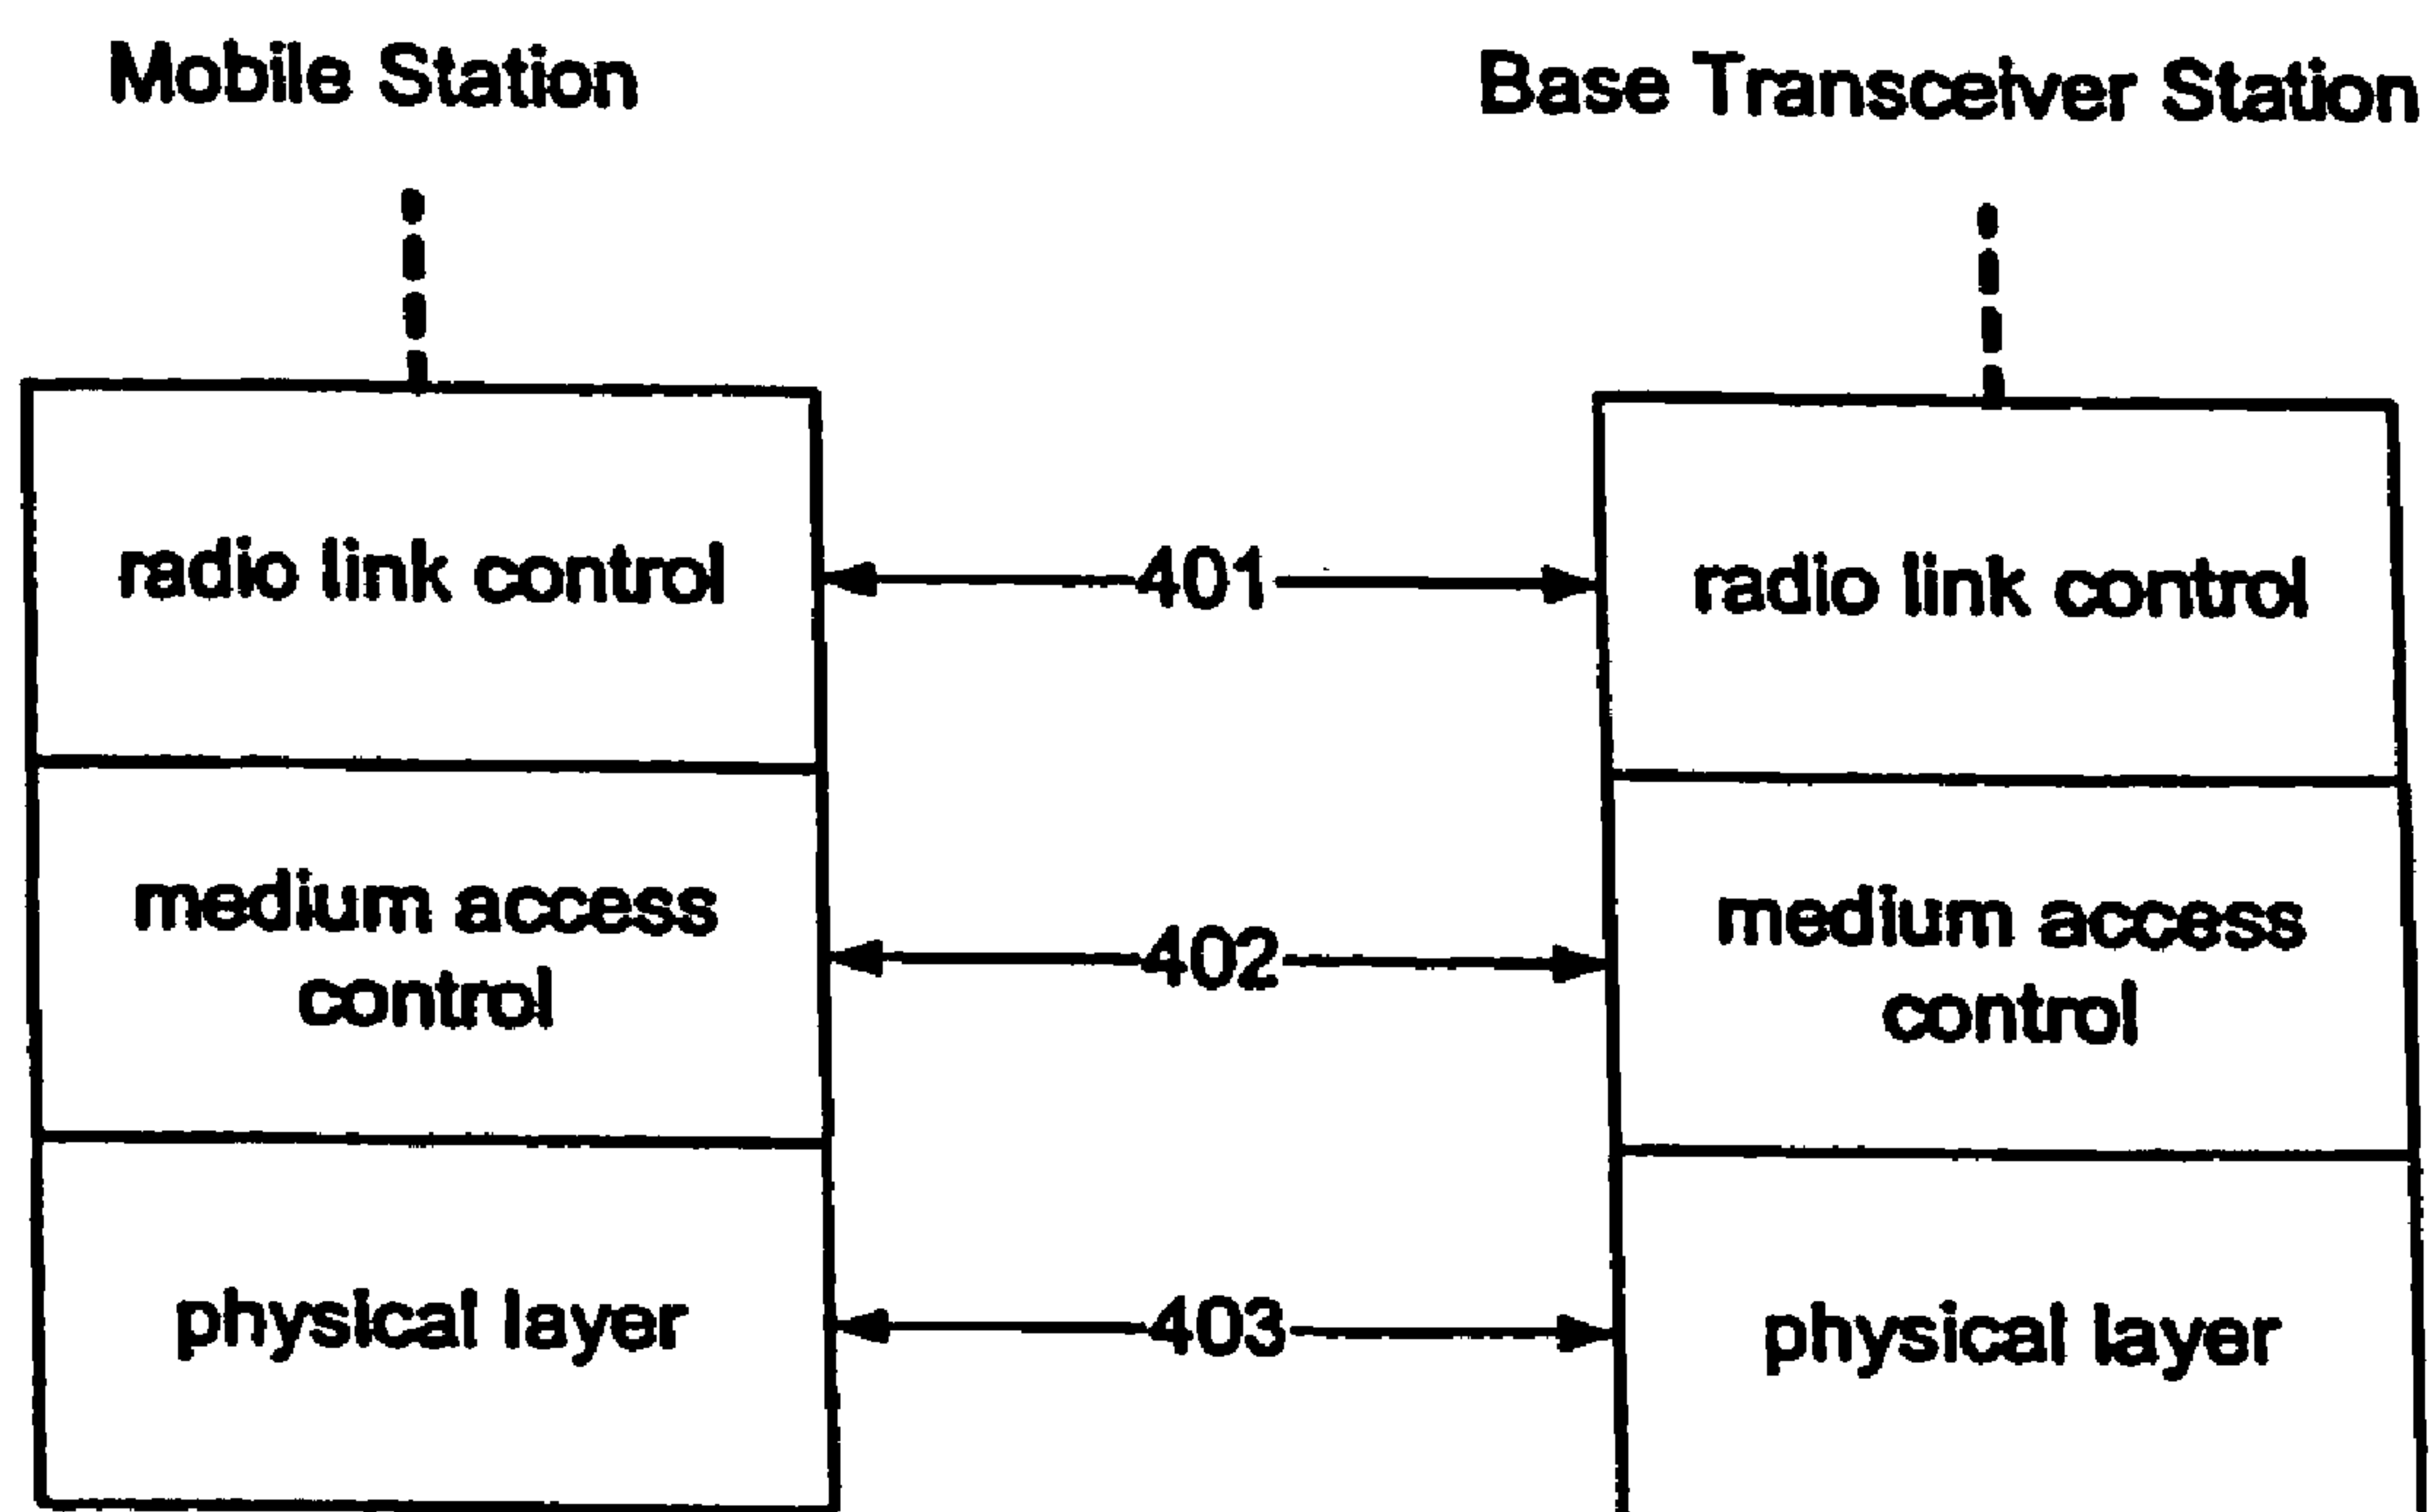 Mobile Station
Base Transceiver Station
radio link control
401
radio link control
medium access
control
402
medium access
control
physical layer
403
physical layer